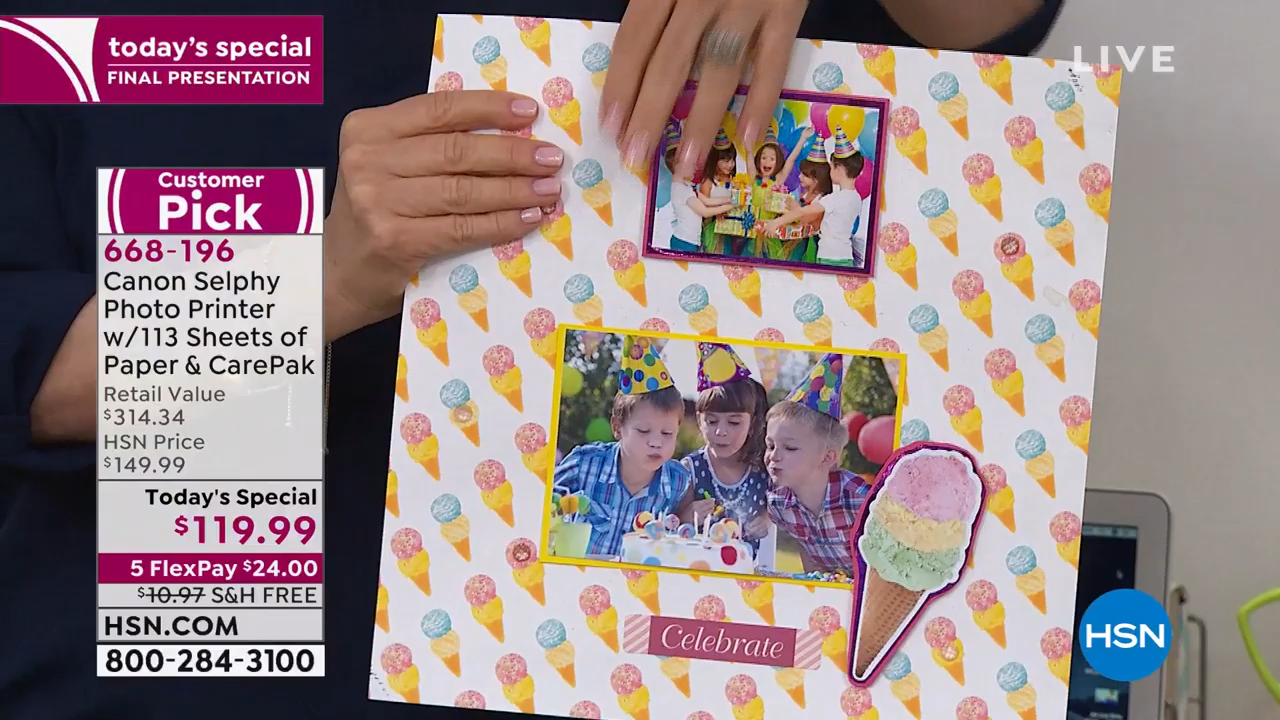 today's special
FINAL PRESENTATION
LIVE
Customer
Pick
668-196
Canon Selphy
Photo Printer
w/113 Sheets of
Paper & CarePak
Retail Value
$314.34
HSN Price
$149.99
Today's Special
$119.99
5 FlexPay $24.00
$10.97 S&H FREE
HSN.COM
800-284-3100
Celebrate
HSN